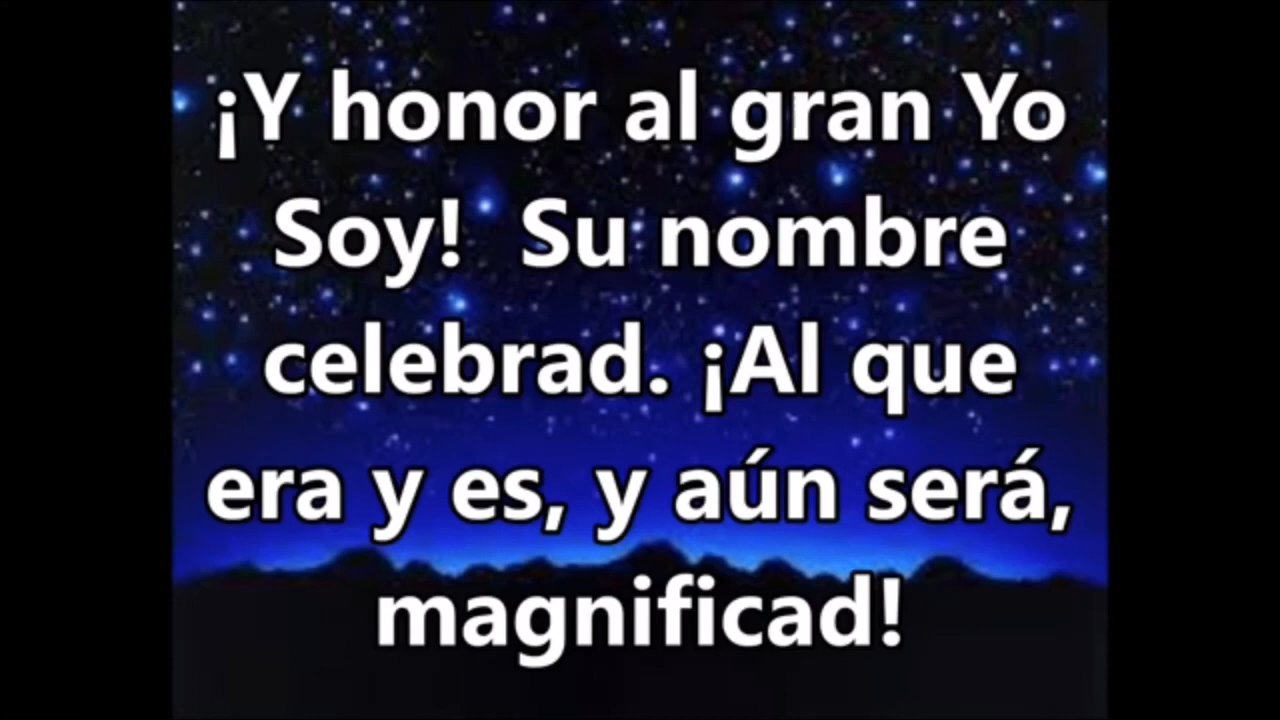 ¡Y honor al gran Yo
Soy!  Su nombre
celebrad. ¡Al que
era y es, y aún será,
magnificad!